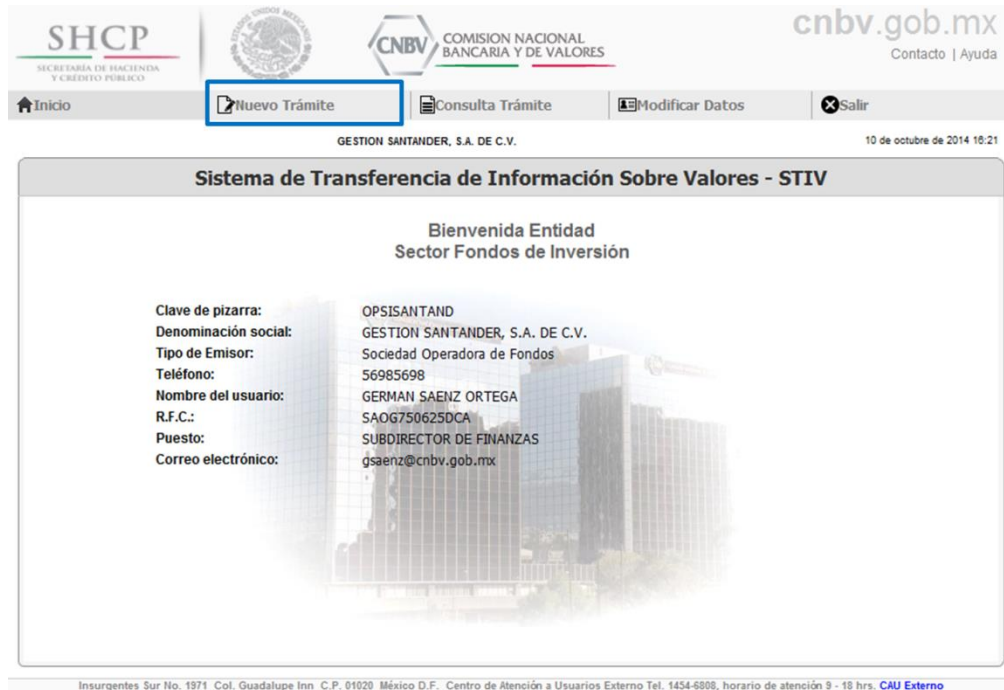 SHCP
SECRETARÍA DE HACIENDA
Y CRÉDITO PÚBLICO
ESTADOS UNIDOS MEXICANOS
CNBV
COMISION NACIONAL
BANCARIA Y DE VALORES
cnbv.gob.mx
Contacto | Ayuda
Inicio Nuevo Trámite Consulta Trámite Modificar Datos Salir
GESTION SANTANDER, S.A. DE C.V. 10 de octubre de 2014 16:21
Sistema de Transferencia de Información Sobre Valores - STIV
Bienvenida Entidad
Sector Fondos de Inversión
Clave de pizarra: OPSISANTAND
Denominación social: GESTION SANTANDER, S.A. DE C.V.
Tipo de Emisor: Sociedad Operadora de Fondos
Teléfono: 56985698
Nombre del usuario: GERMAN SAENZ ORTEGA
R.F.C.: SAOG750625DCA
Puesto: SUBDIRECTOR DE FINANZAS
Correo electrónico: gsaenz@cnbv.gob.mx
Insurgentes Sur No. 1971 Col. Guadalupe Inn C.P. 01020 México D.F. Centro de Atención a Usuarios Externo Tel. 1454-6808, horario de atención 9 - 18 hrs. CAU Externo